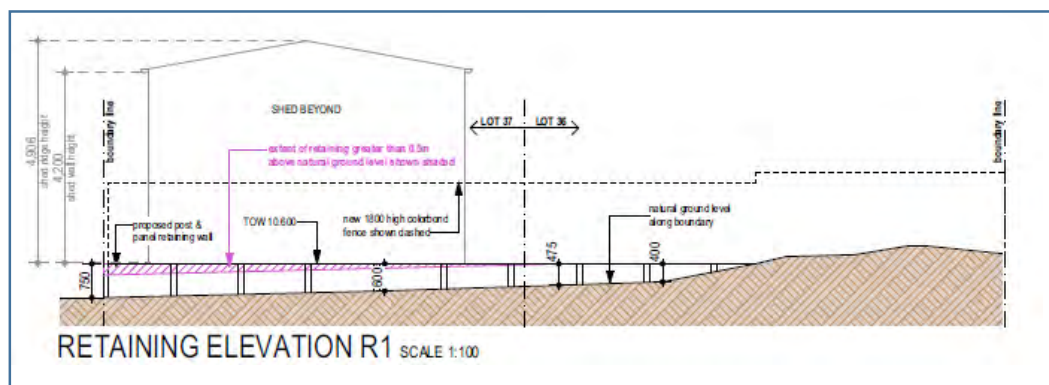 4,906
shed ridge height
4,200
shed wall height
boundary line
SHED BEYOND
LOT 37
LOT 36
boundary line
extent of retaining greater than 0.5m
above natural ground level shown shaded
proposed post &
panel retaining wall
TOW 10.600
new 1800 high colorbond
fence shown dashed
natural ground level
along boundary
750
600
475
400
RETAINING ELEVATION R1 SCALE 1:100